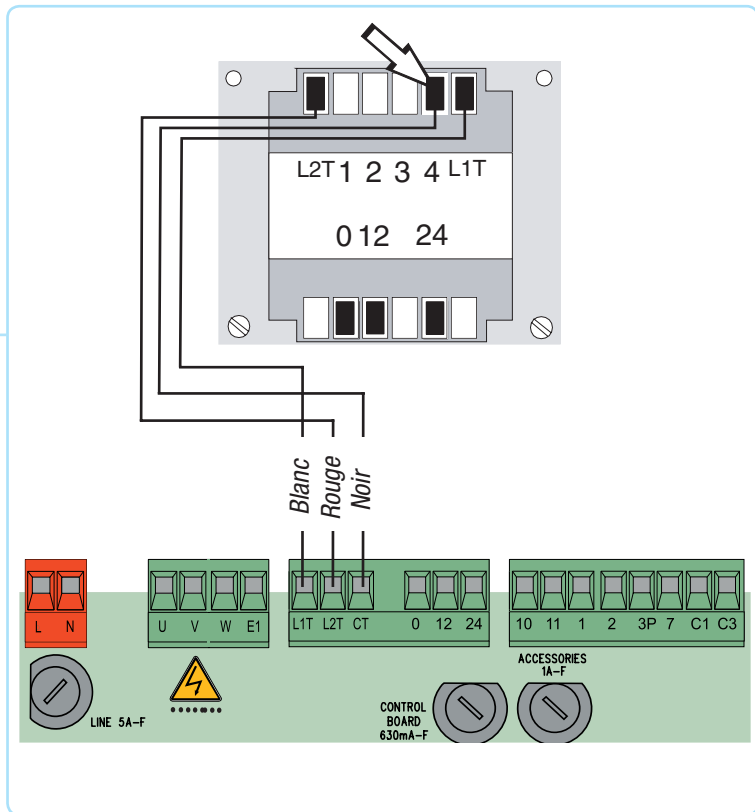 L2T 1 2 3 4 L1T
0 12 24
Blanc
Rouge
Noir
L N
U V W E1
L1T L2T CT
0 12 24
10 11 1 2 3P 7 C1 C3
LINE 5A-F
CONTROL
BOARD
630mA-F
ACCESSORIES
1A-F